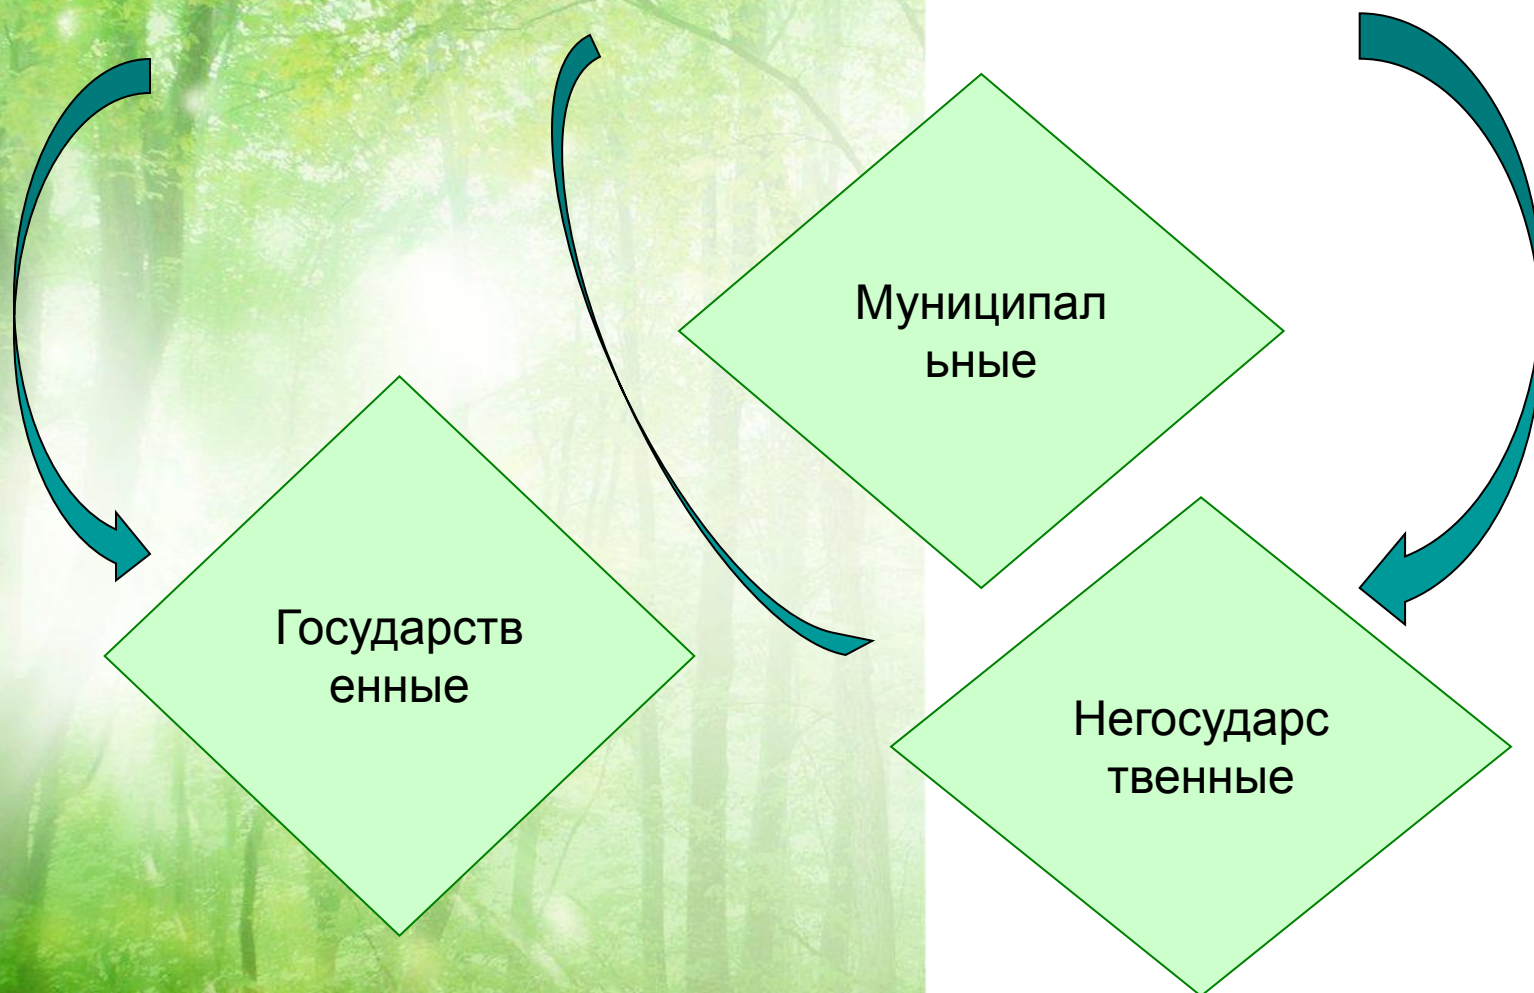 Муниципал
ьные
Государств
енные
Негосударс
твенные